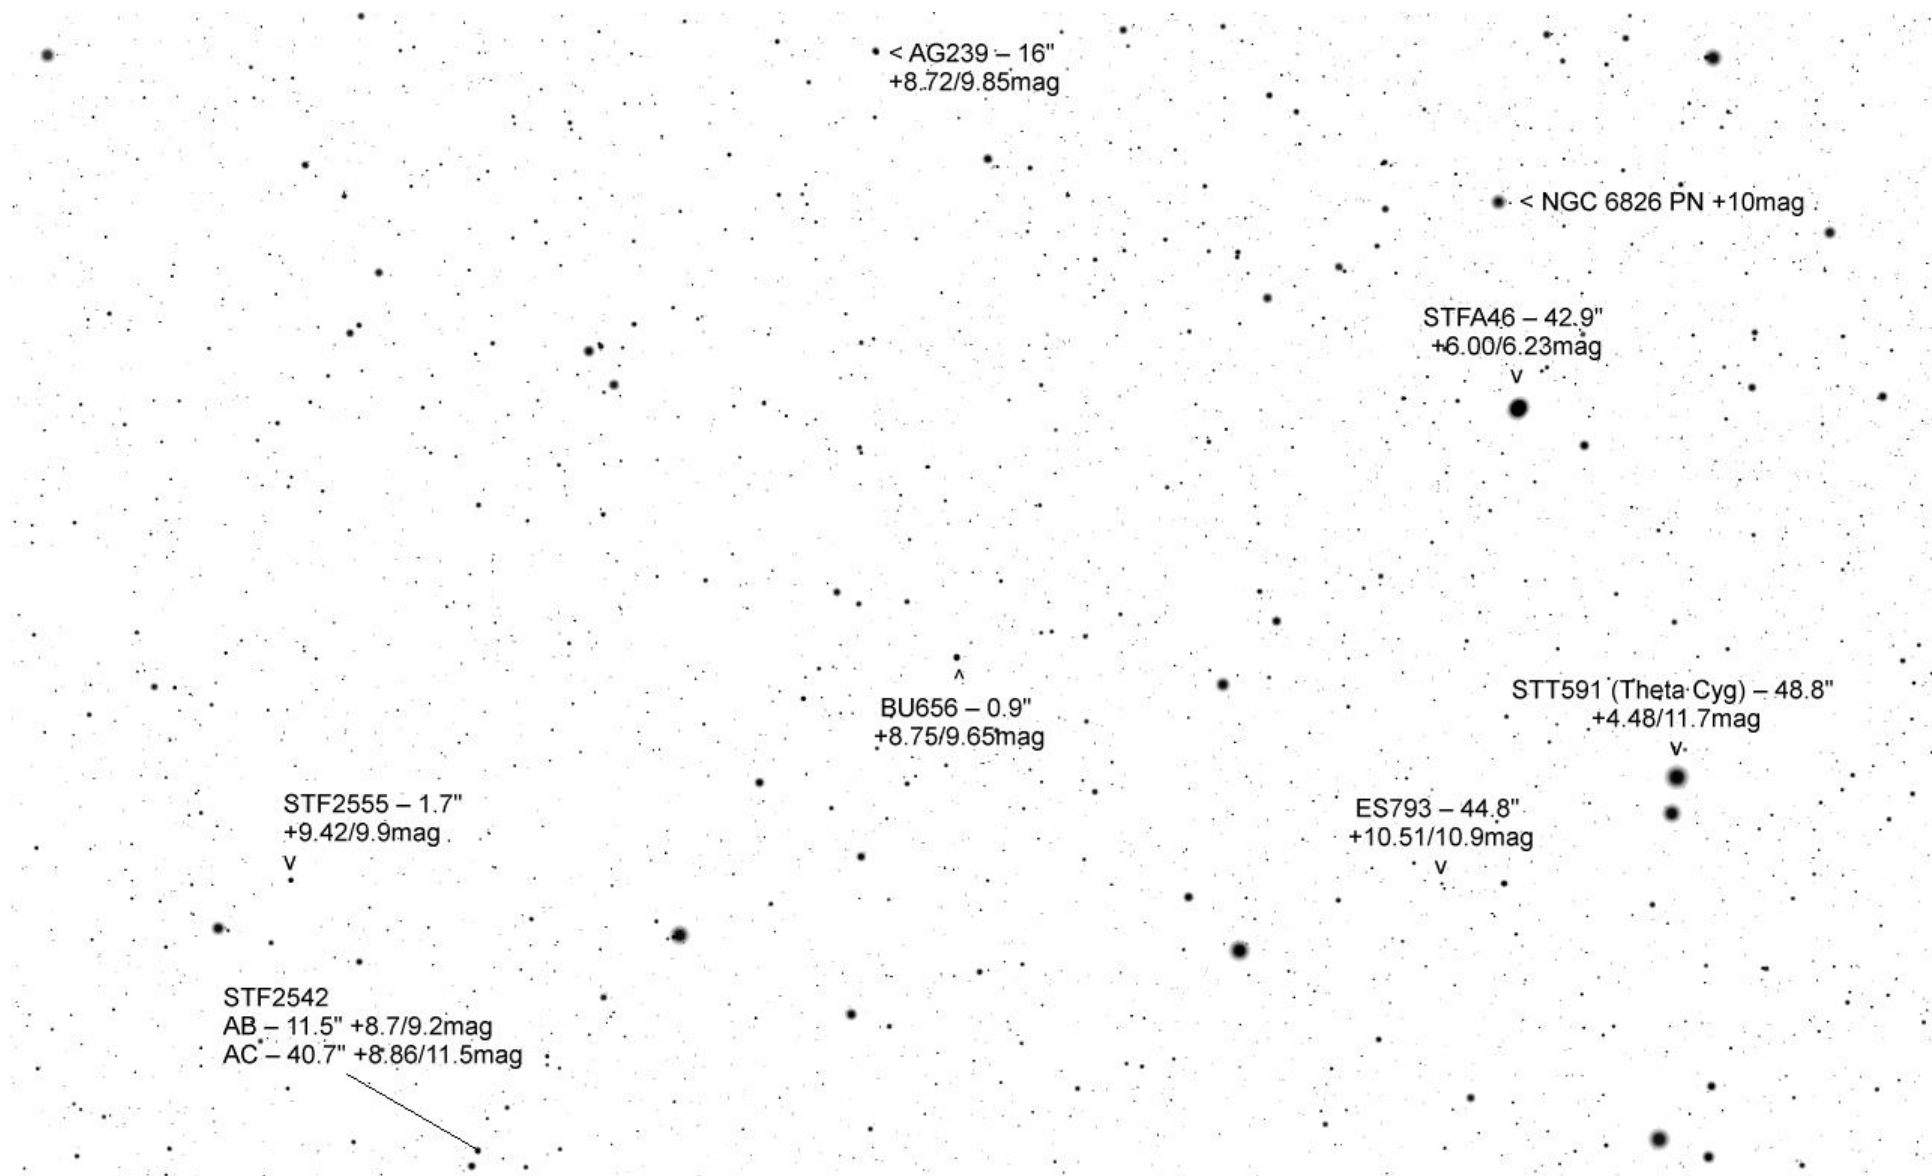 < AG239 – 16"
+8.72/9.85mag
< NGC 6826 PN +10mag
STFA46 – 42.9"
+6.00/6.23mag
v
^
BU656 – 0.9"
+8.75/9.65mag
STT591 (Theta Cyg) – 48.8"
+4.48/11.7mag
v
STF2555 – 1.7"
+9.42/9.9mag
v
ES793 – 44.8"
+10.51/10.9mag
v
STF2542
AB – 11.5" +8.7/9.2mag
AC – 40.7" +8.86/11.5mag